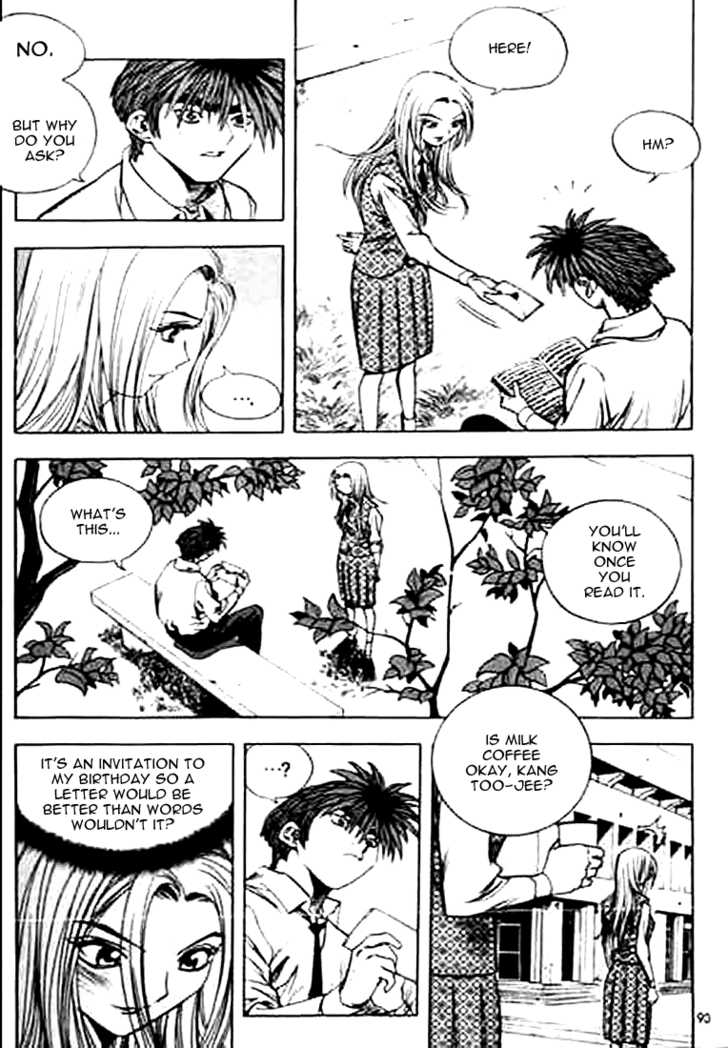 NO.
BUT WHY
DO YOU
ASK?
HERE!
HM?
...,
WHAT'S
THIS...
YOU'LL
KNOW
ONCE
YOU
READ IT.
IT'S AN INVITATION TO
MY BIRTHDAY SO A
LETTER WOULD BE
BETTER THAN WORDS
WOULDN'T IT?
...?
IS MILK
COFFEE
OKAY, KANG
TOO-JEE?
90